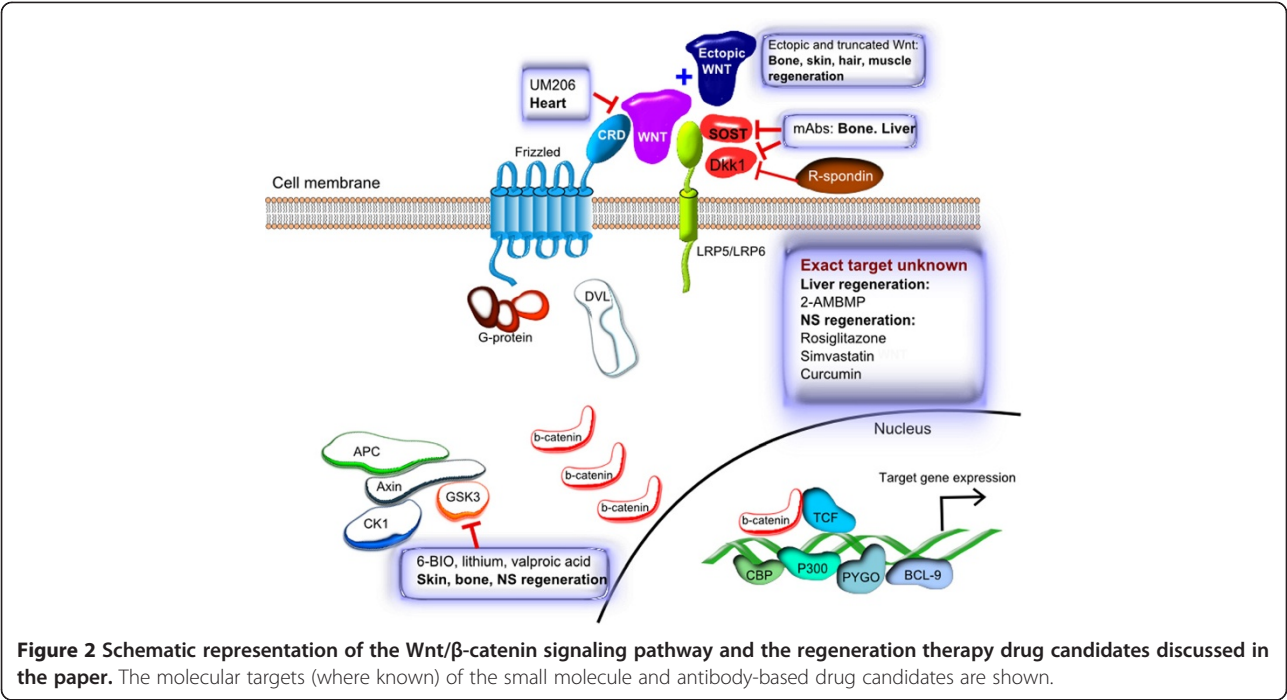 Ectopic
WNT
Ectopic and truncated Wnt:
Bone, skin, hair, muscle
regeneration
+
UM206
Heart
CRD
WNT
SOST
mAbs: Bone. Liver
Dkk1
R-spondin
Frizzled
Cell membrane
LRP5/LRP6
Exact target unknown
Liver regeneration:
2-AMBMP
NS regeneration:
Rosiglitazone
Simvastatin
Curcumin
DVL
G-protein
Nucleus
b-catenin
b-catenin
b-catenin
APC
Axin
GSK3
CK1
6-BIO, lithium, valproic acid
Skin, bone, NS regeneration
Target gene expression
b-catenin
TCF
CBP
P300
PYGO
BCL-9
Figure 2 Schematic representation of the Wnt/β-catenin signaling pathway and the regeneration therapy drug candidates discussed in
the paper. The molecular targets (where known) of the small molecule and antibody-based drug candidates are shown.